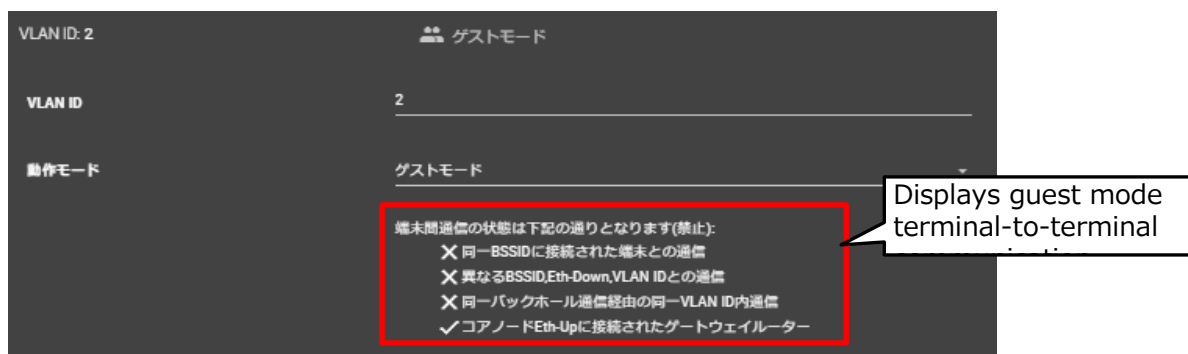 VLAN ID: 2
ゲストモード
VLAN ID
2
動作モード
ゲストモード
端末間通信の状態は下記の通りとなります(禁止):
✕ 同一BSSIDに接続された端末との通信
✕ 異なるBSSID,Eth-Down,VLAN IDとの通信
✕ 同一バックホール通信経由の同一VLAN ID内通信
✓ コアノードEth-Upに接続されたゲートウェイルーター
Displays guest mode
terminal-to-terminal